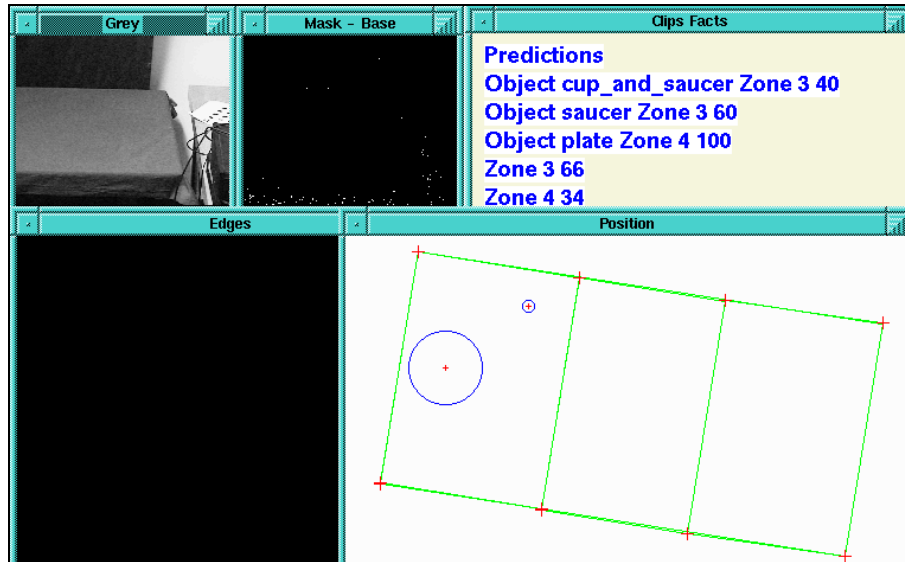 Grey
Mask - Base
Clips Facts
Predictions
Object cup_and_saucer Zone 3 40
Object saucer Zone 3 60
Object plate Zone 4 100
Zone 3 66
Zone 4 34
Edges
Position